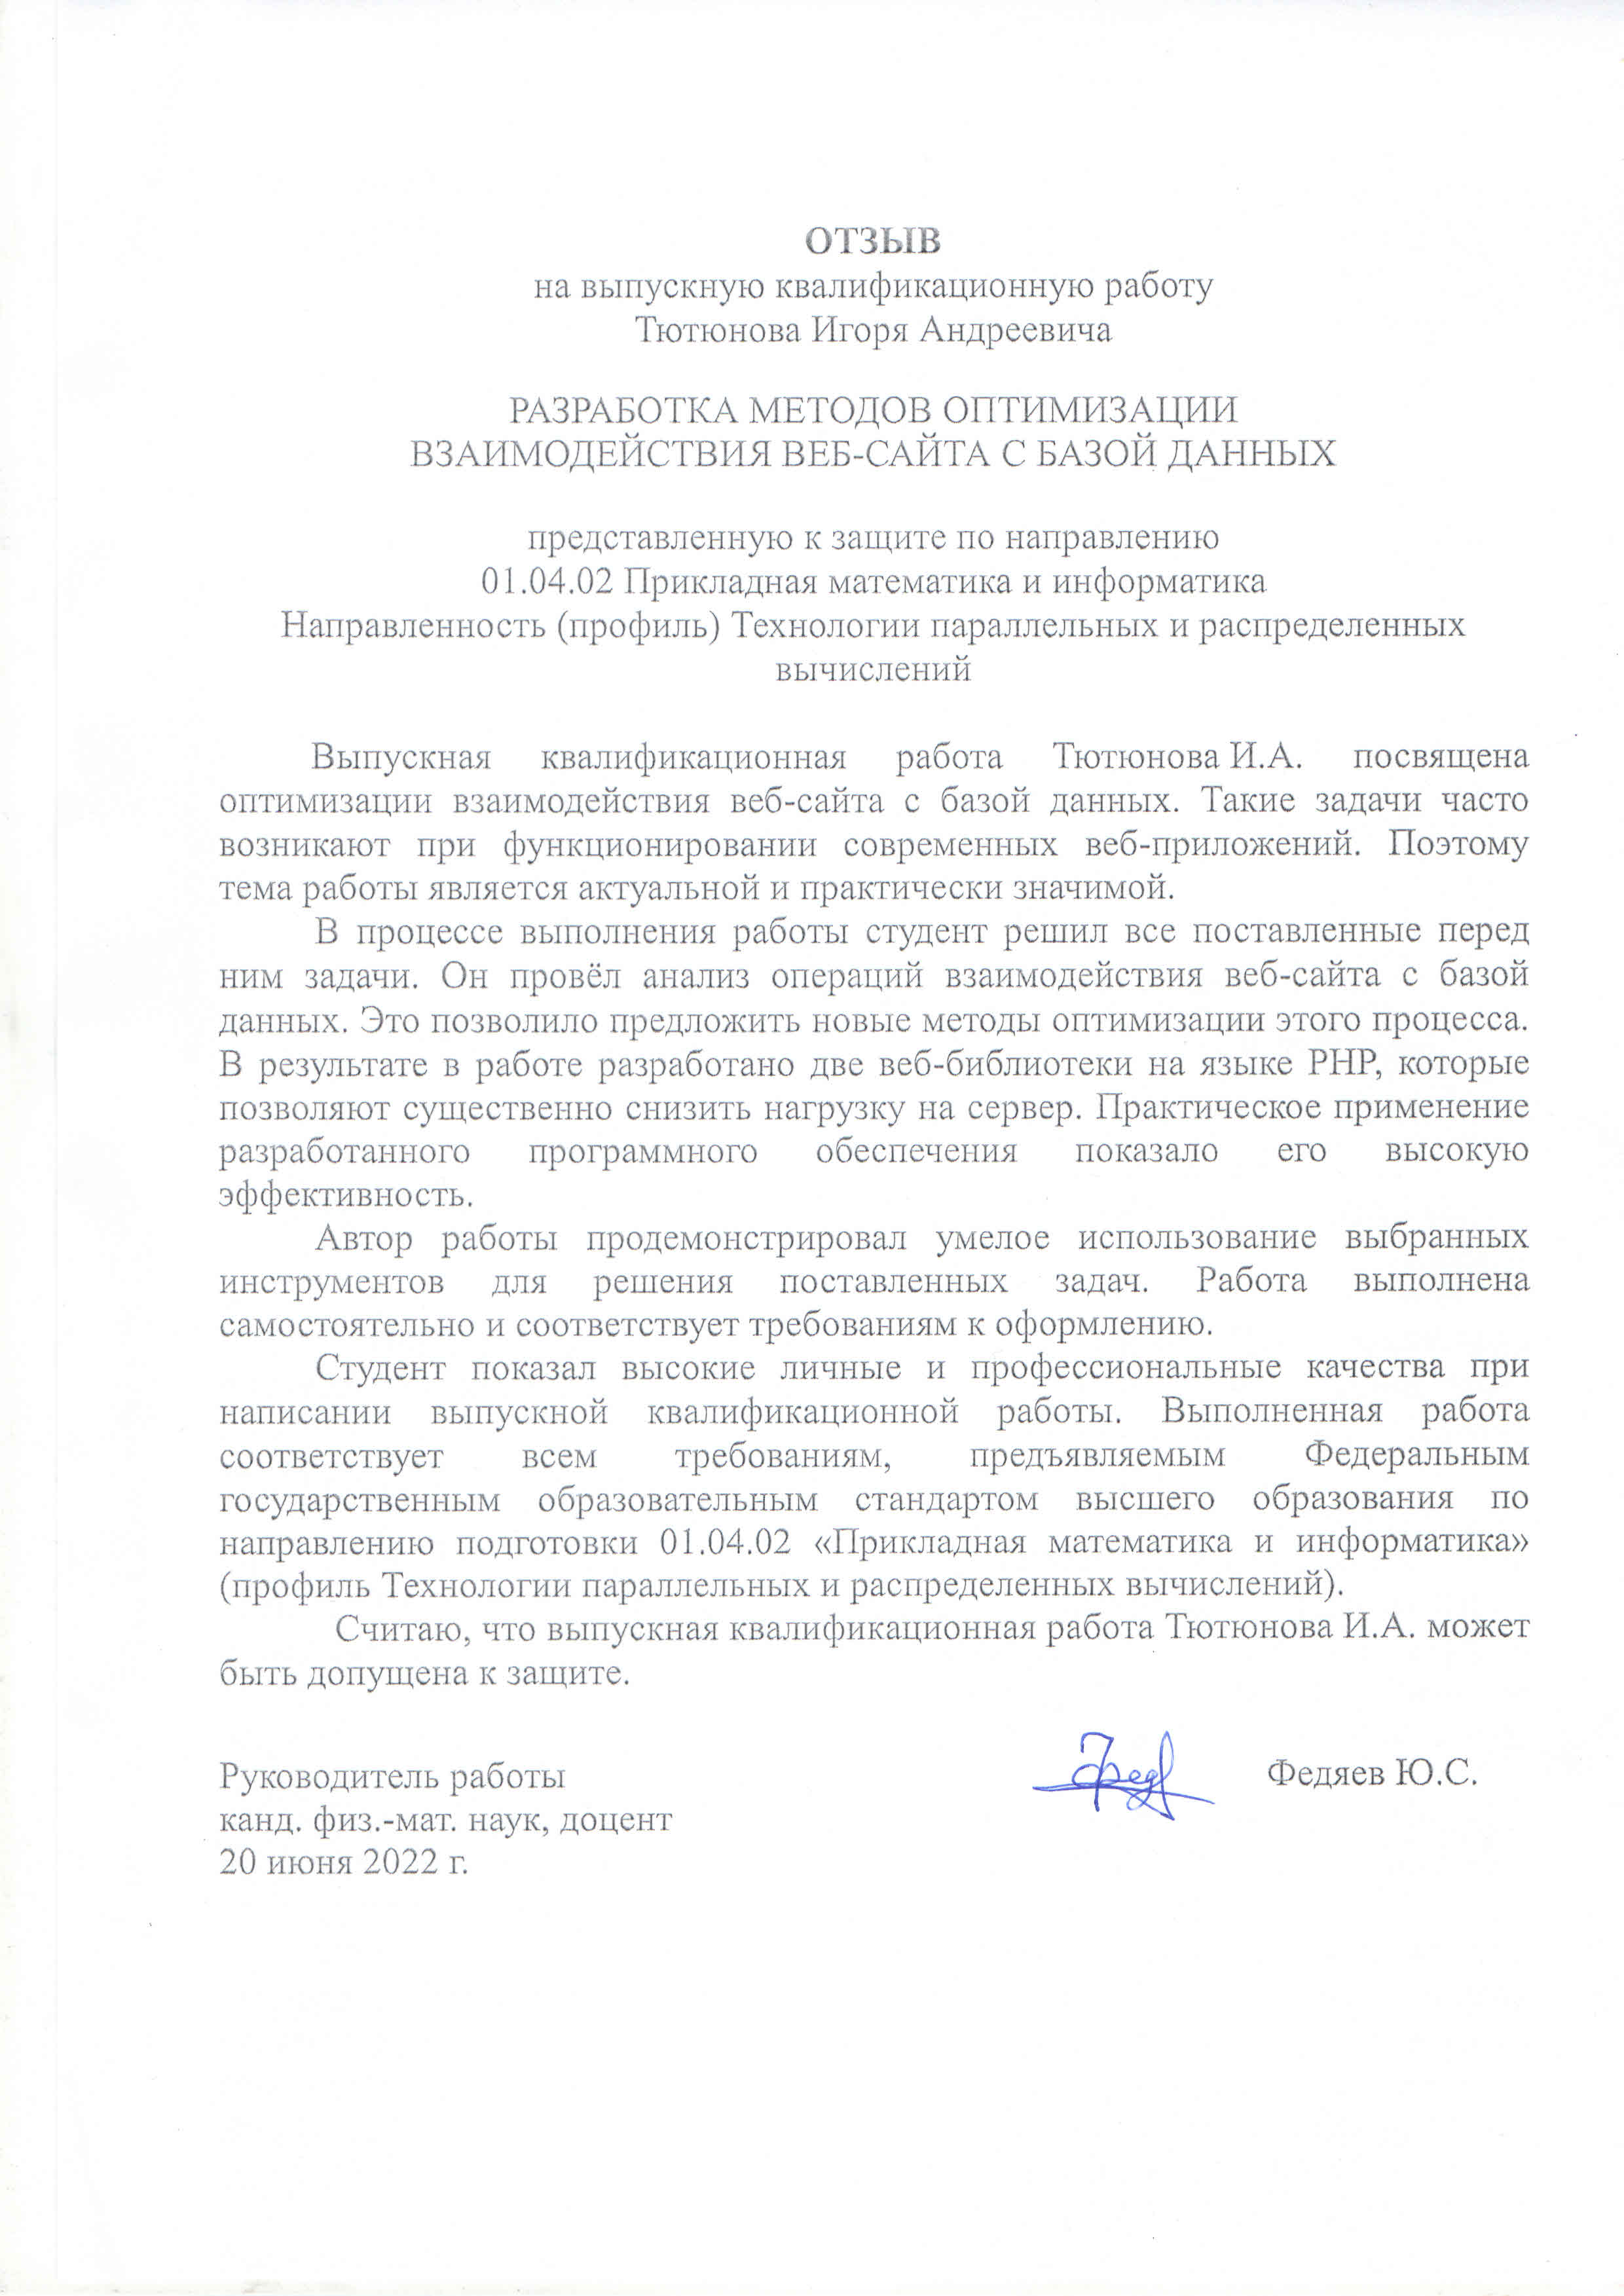 ОТЗЫВ
на выпускную квалификационную работу
Тютюнова Игоря Андреевича
РАЗРАБОТКА МЕТОДОВ ОПТИМИЗАЦИИ
ВЗАИМОДЕЙСТВИЯ ВЕБ-САЙТА С БАЗОЙ ДАННЫХ
представленную к защите по направлению
01.04.02 Прикладная математика и информатика
Направленность (профиль) Технологии параллельных и распределенных
вычислений
Выпускная квалификационная работа Тютюнова И.А. посвящена
оптимизации взаимодействия веб-сайта с базой данных. Такие задачи часто
возникают при функционировании современных веб-приложений. Поэтому
тема работы является актуальной и практически значимой.
В процессе выполнения работы студент решил все поставленные перед
ним задачи. Он провёл анализ операций взаимодействия веб-сайта с базой
данных. Это позволило предложить новые методы оптимизации этого процесса.
В результате в работе разработано две веб-библиотеки на языке PHP, которые
позволяют существенно снизить нагрузку на сервер. Практическое применение
разработанного программного обеспечения показало его высокую
эффективность.
Автор работы продемонстрировал умелое использование выбранных
инструментов для решения поставленных задач. Работа выполнена
самостоятельно и соответствует требованиям к оформлению.
Студент показал высокие личные и профессиональные качества при
написании выпускной квалификационной работы. Выполненная работа
соответствует всем требованиям, предъявляемым Федеральным
государственным образовательным стандартом высшего образования по
направлению подготовки 01.04.02 «Прикладная математика и информатика»
(профиль Технологии параллельных и распределенных вычислений).
Считаю, что выпускная квалификационная работа Тютюнова И.А. может
быть допущена к защите.
Руководитель работы Федяев Ю.С.
канд. физ.-мат. наук, доцент
20 июня 2022 г.